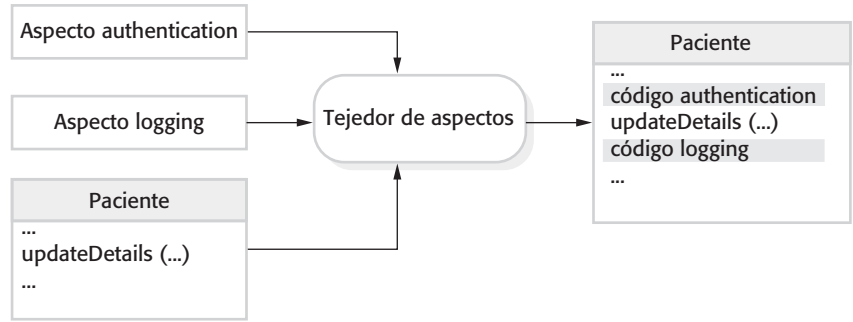 Aspecto authentication
Aspecto logging
Paciente
...
updateDetails (...)
...
Tejedor de aspectos
Paciente
...
código authentication
updateDetails (...)
código logging
...